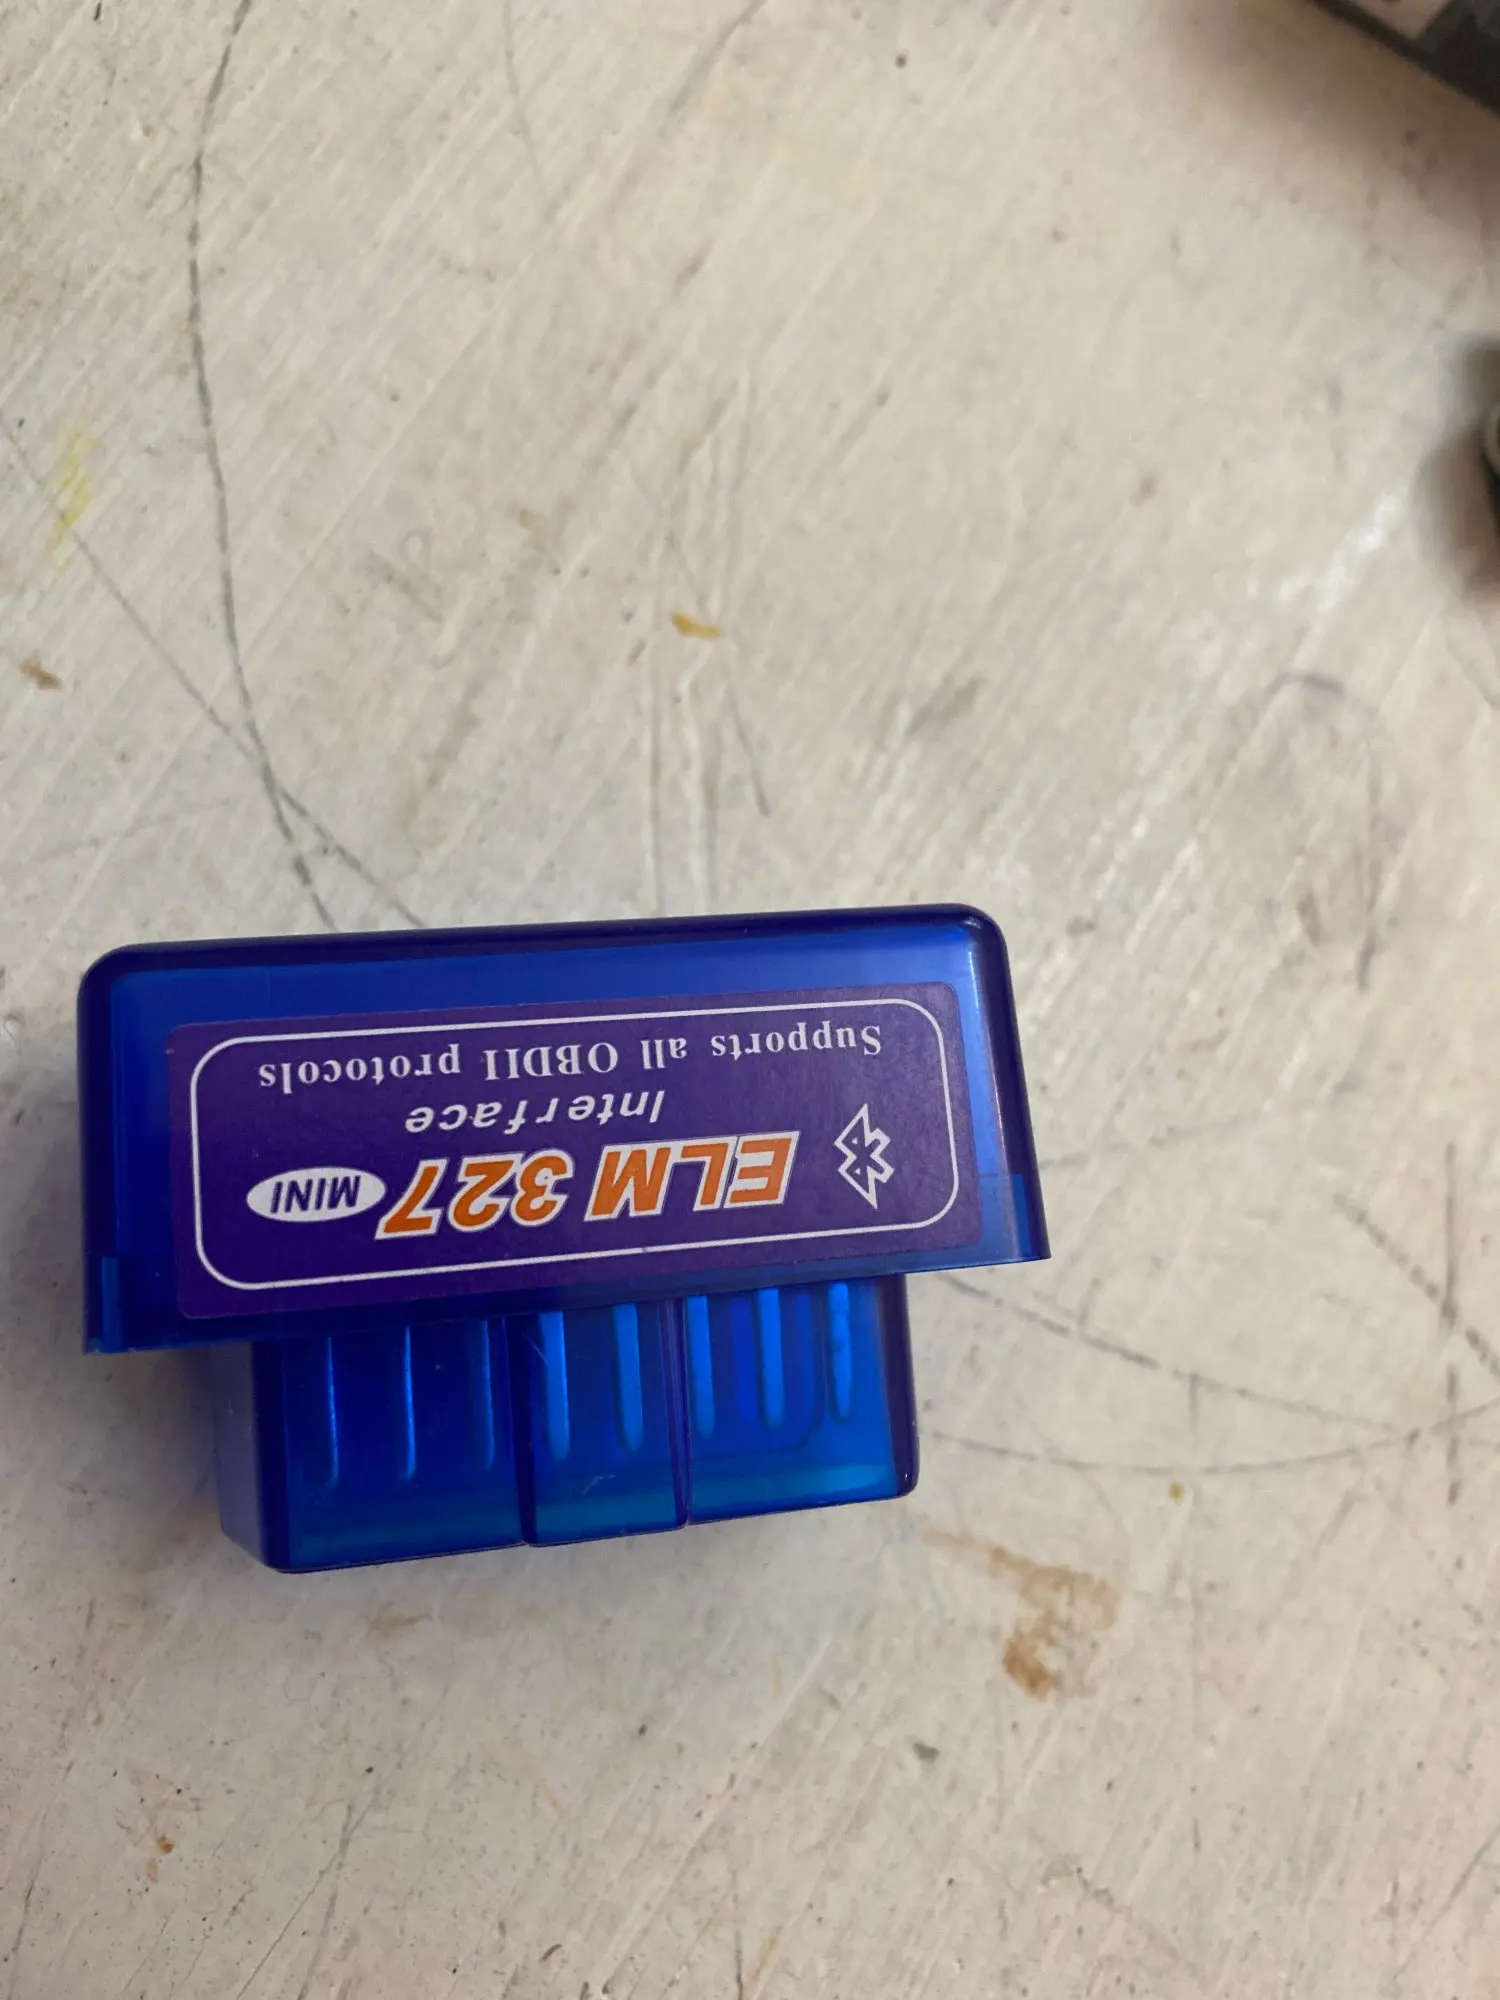 ELM 327 MINI
Interface
Supports all OBDII protocols